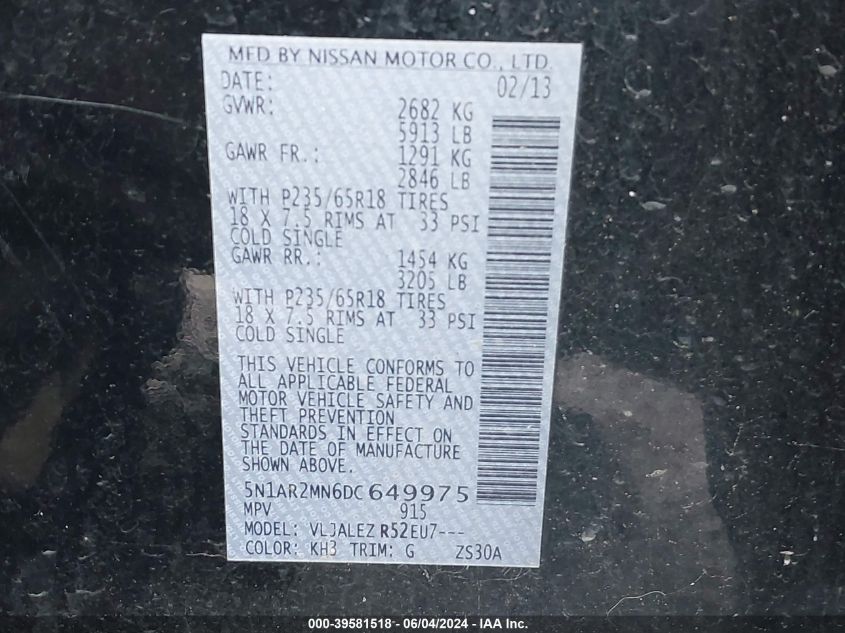 MFD BY NISSAN MOTOR CO., LTD.
DATE: 02/13
GVWR: 2682 KG
5913 LB
GAWR FR.: 1291 KG
2846 LB
WITH P235/65R18 TIRES
18 X 7.5 RIMS AT 33 PSI
COLD SINGLE
GAWR RR.: 1454 KG
3205 LB
WITH P235/65R18 TIRES
18 X 7.5 RIMS AT 33 PSI
COLD SINGLE
THIS VEHICLE CONFORMS TO
ALL APPLICABLE FEDERAL
MOTOR VEHICLE SAFETY AND
THEFT PREVENTION
STANDARDS IN EFFECT ON
THE DATE OF MANUFACTURE
SHOWN ABOVE.
5N1AR2MN6DC649975
MPV 915
MODEL: VL3ALEZ R52EU7---
COLOR: KH3 TRIM: G ZS30A
000-39581518 - 06/04/2024 - IAA Inc.